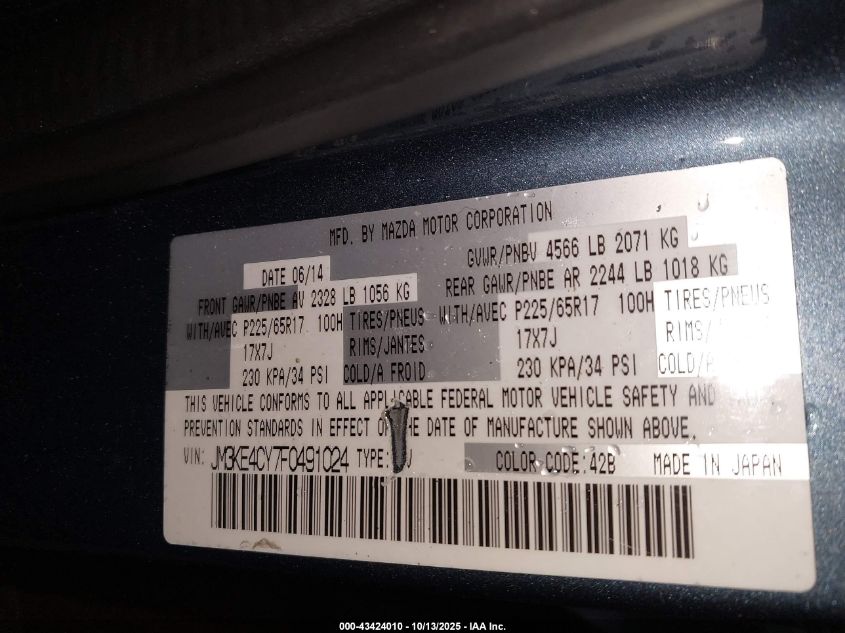 MFD. BY MAZDA MOTOR CORPORATION
DATE 06/14 GVWR/PNBV 4566 LB 2071 KG
FRONT GAWR/PNBE AV 2328 LB 1056 KG REAR GAWR/PNBE AR 2244 LB 1018 KG
WITH/AVEC P225/65R17 100H TIRES/PNEUS WITH/AVEC P225/65R17 100H TIRES/PNEUS
17X7J RIMS/JANTES 17X7J
230 KPA/34 PSI COLD/A FROID 230 KPA/34 PSI
THIS VEHICLE CONFORMS TO ALL APPLICABLE FEDERAL MOTOR VEHICLE SAFETY AND
PREVENTION STANDARDS IN EFFECT ON THE DATE OF MANUFACTURE SHOWN ABOVE.
VIN: JM3KE4CY7F0491024 TYPE: COLOR CODE:42B MADE IN JAPAN
000-43424010 - 10/13/2025 - IAA Inc.